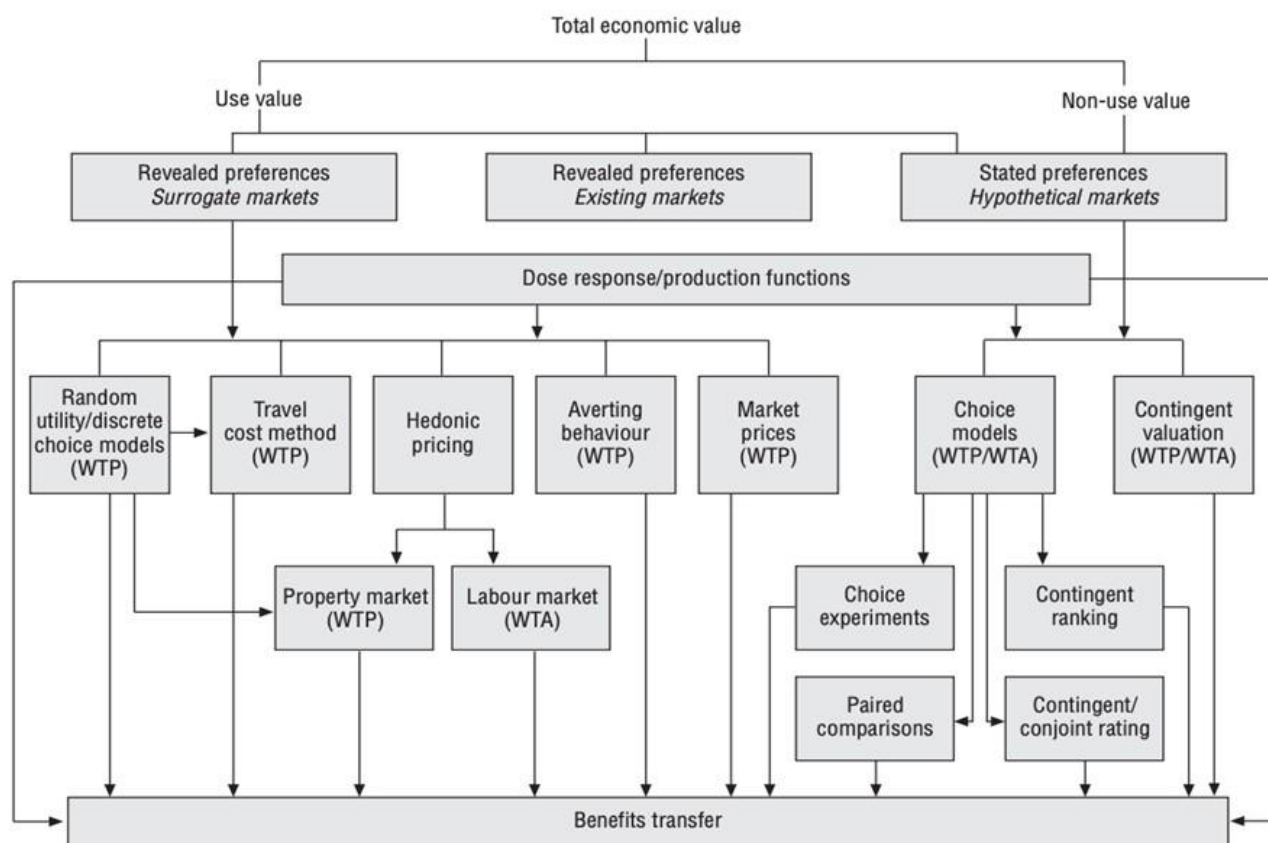 Total economic value
Use value
Non-use value
Revealed preferences
Surrogate markets
Revealed preferences
Existing markets
Stated preferences
Hypothetical markets
Dose response/production functions
Random
utility/discrete
choice models
(WTP)
Travel
cost method
(WTP)
Hedonic
pricing
Averting
behaviour
(WTP)
Market
prices
(WTP)
Choice
models
(WTP/WTA)
Contingent
valuation
(WTP/WTA)
Property market
(WTP)
Labour market
(WTA)
Choice
experiments
Contingent
ranking
Paired
comparisons
Contingent/
conjoint rating
Benefits transfer